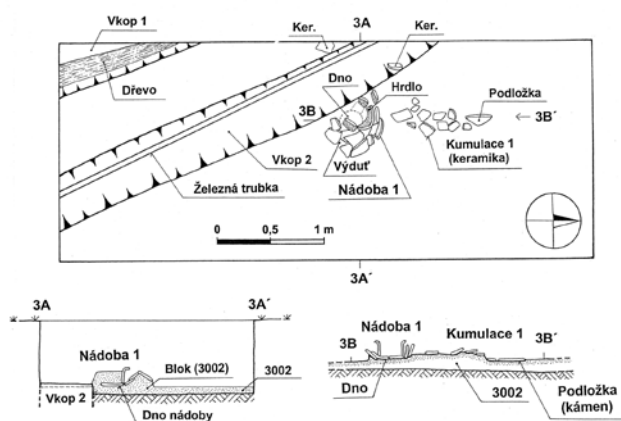 Vkop 1
Dřevo
Ker.
3A
Ker.
Dno
Hrdlo
3B
Podložka
3B´
Vkop 2
Výduť
Kumulace 1
(keramika)
Železná trubka
Nádoba 1
0 0,5 1 m
3A´
3A 3A´
Nádoba 1
Blok (3002)
3002
Vkop 2
Dno nádoby
Nádoba 1
Kumulace 1
3B 3B´
Dno
3002
Podložka
(kámen)